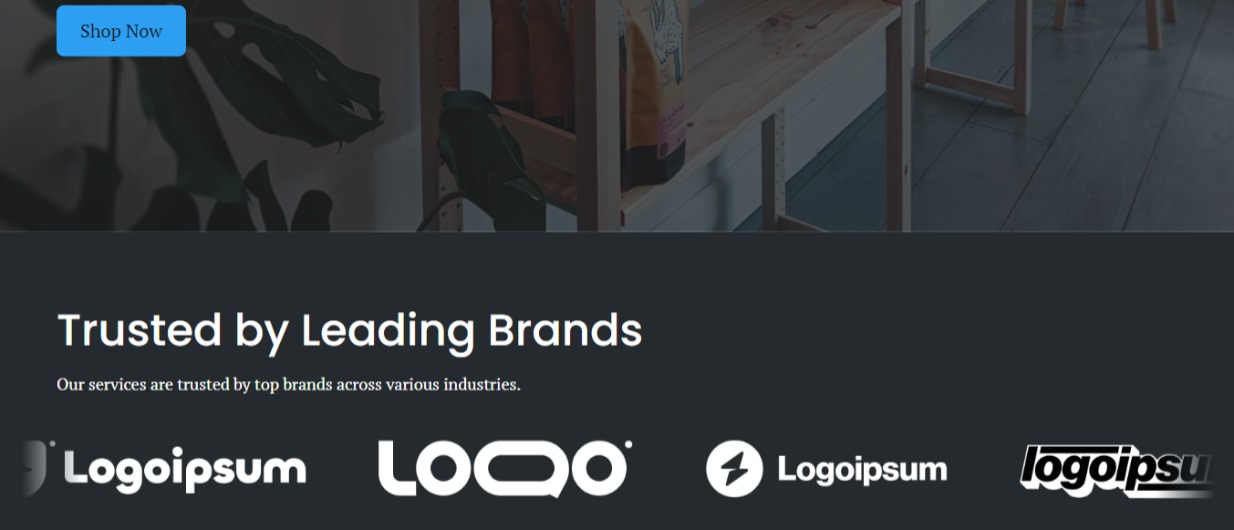 Shop Now
Trusted by Leading Brands
Our services are trusted by top brands across various industries.
Logoipsum
LOQO
Logoipsum
logoipsu